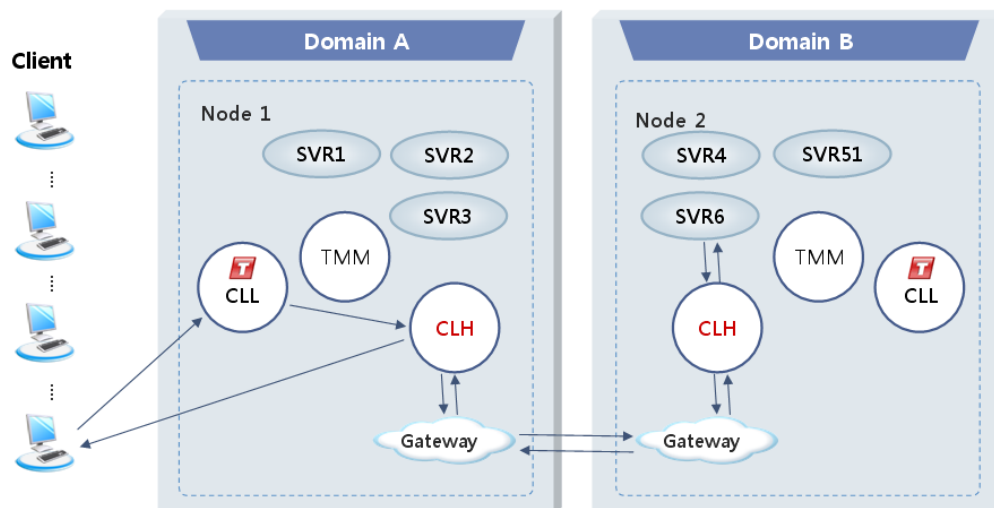 Client
Domain A
Node 1
SVR1
SVR2
SVR3
TMM
T
CLL
CLH
Gateway
Domain B
Node 2
SVR4
SVR51
SVR6
TMM
T
CLL
CLH
Gateway